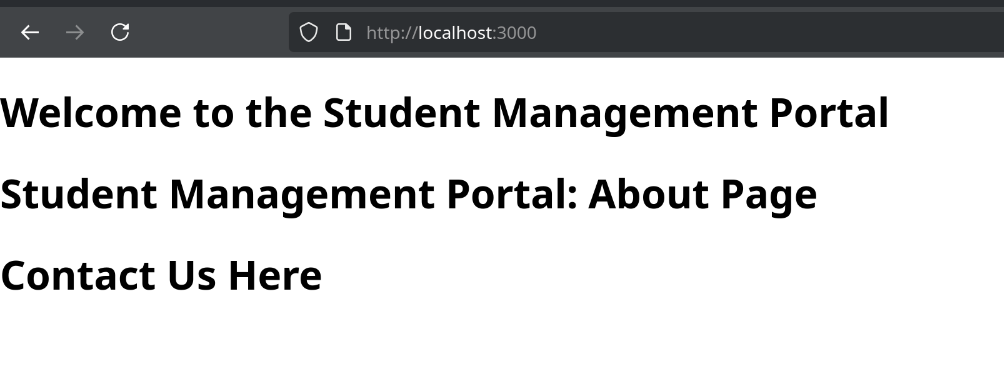 http://localhost:3000
Welcome to the Student Management Portal
Student Management Portal: About Page
Contact Us Here